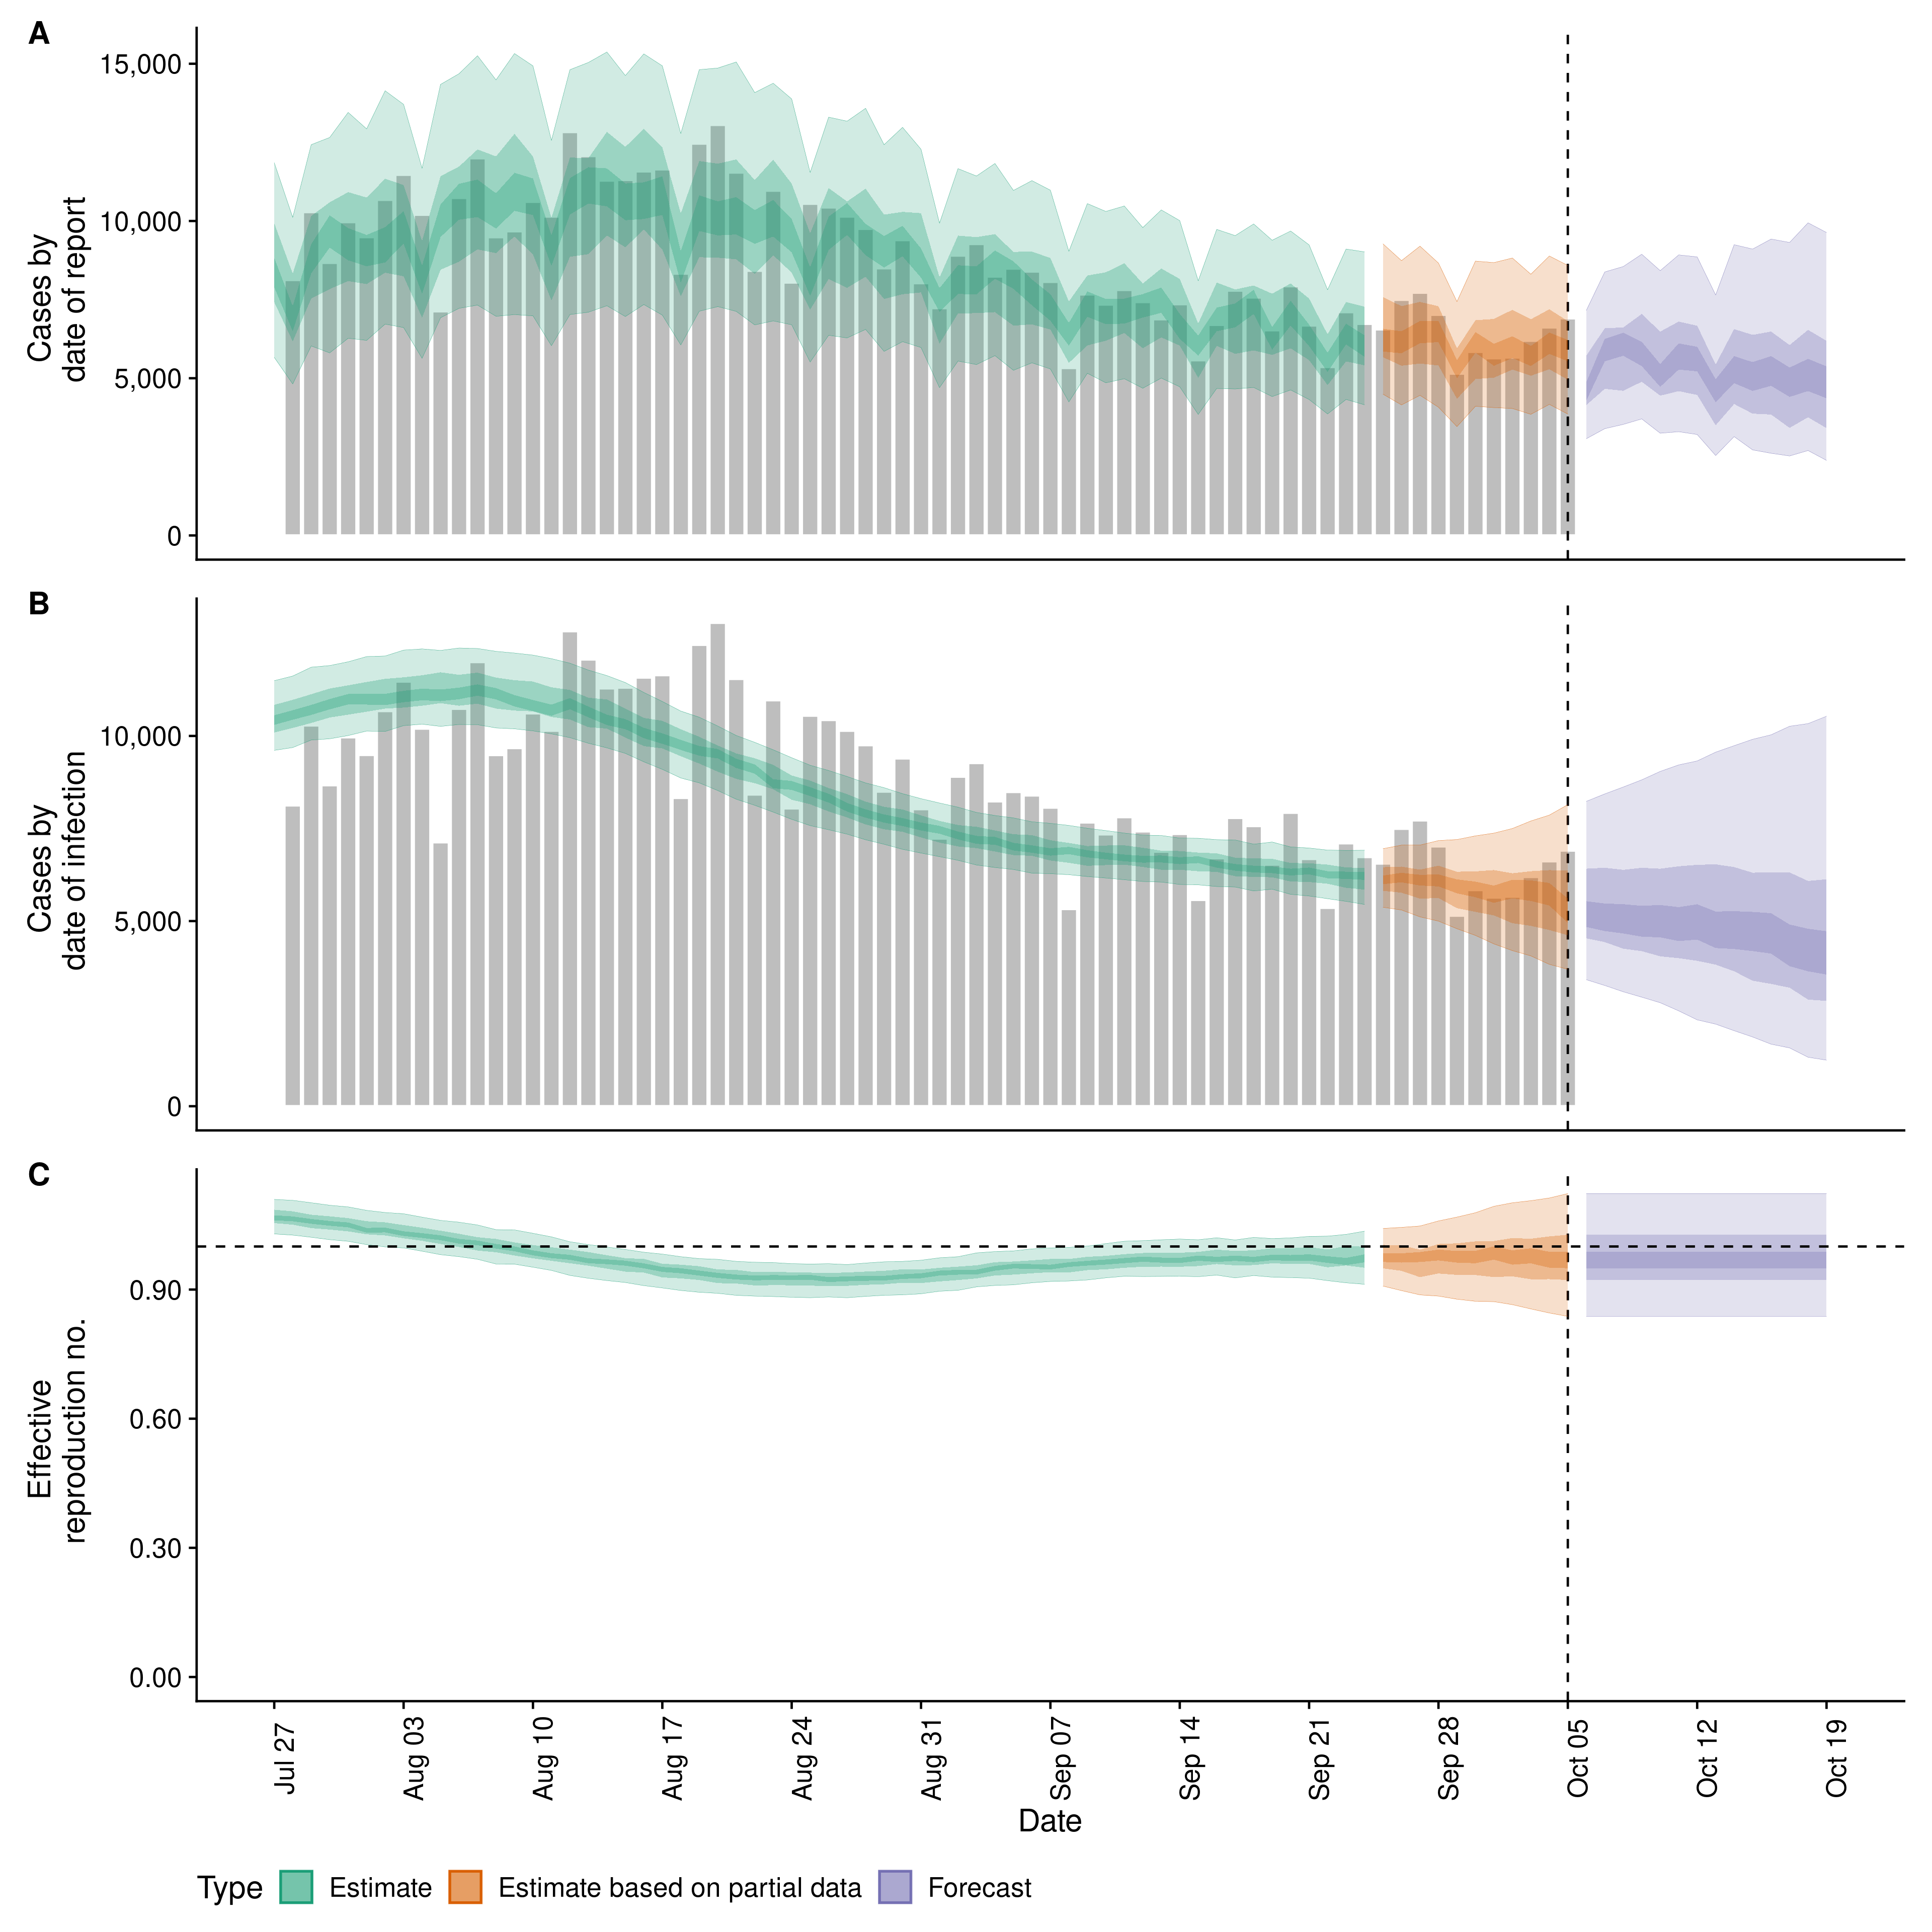 A
15,000
10,000
5,000
0
Cases by
date of report
B
10,000
5,000
0
Cases by
date of infection
C
0.90
0.60
0.30
0.00
Effective
reproduction no.
Jul 27
Aug 03
Aug 10
Aug 17
Aug 24
Aug 31
Sep 07
Sep 14
Sep 21
Sep 28
Oct 05
Oct 12
Oct 19
Date
Type Estimate Estimate based on partial data Forecast